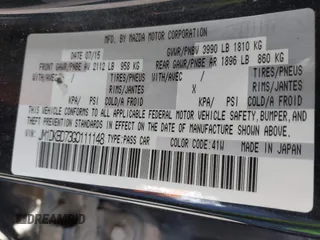 MFD. BY MAZDA MOTOR CORPORATION
DATE 07/15 GVWR/PNBV 3990 LB 1810 KG
FRONT GAWR/PNBE AV 2112 LB 958 KG REAR GAWR/PNBE AR 1896 LB 860 KG
WITH/AVEC TIRES/PNEUS WITH/AVEC TIRES/PNEUS
RIMS/JANTES RIMS/JANTES
KPA/ PSI/ COLD/A FROID KPA/ PSI/ COLD/A FROID
THIS VEHICLE CONFORMS TO ALL APPLICABLE FEDERAL MOTOR VEHICLE SAFETY, BUMPER, AND
THEFT PREVENTION STANDARDS IN EFFECT ON THE DATE OF MANUFACTURE SHOWN ABOVE.
JM1DKBD73G0111148 TYPE:PASS CAR
COLOR CODE:41W MADE IN JAPAN
IDREAMBID